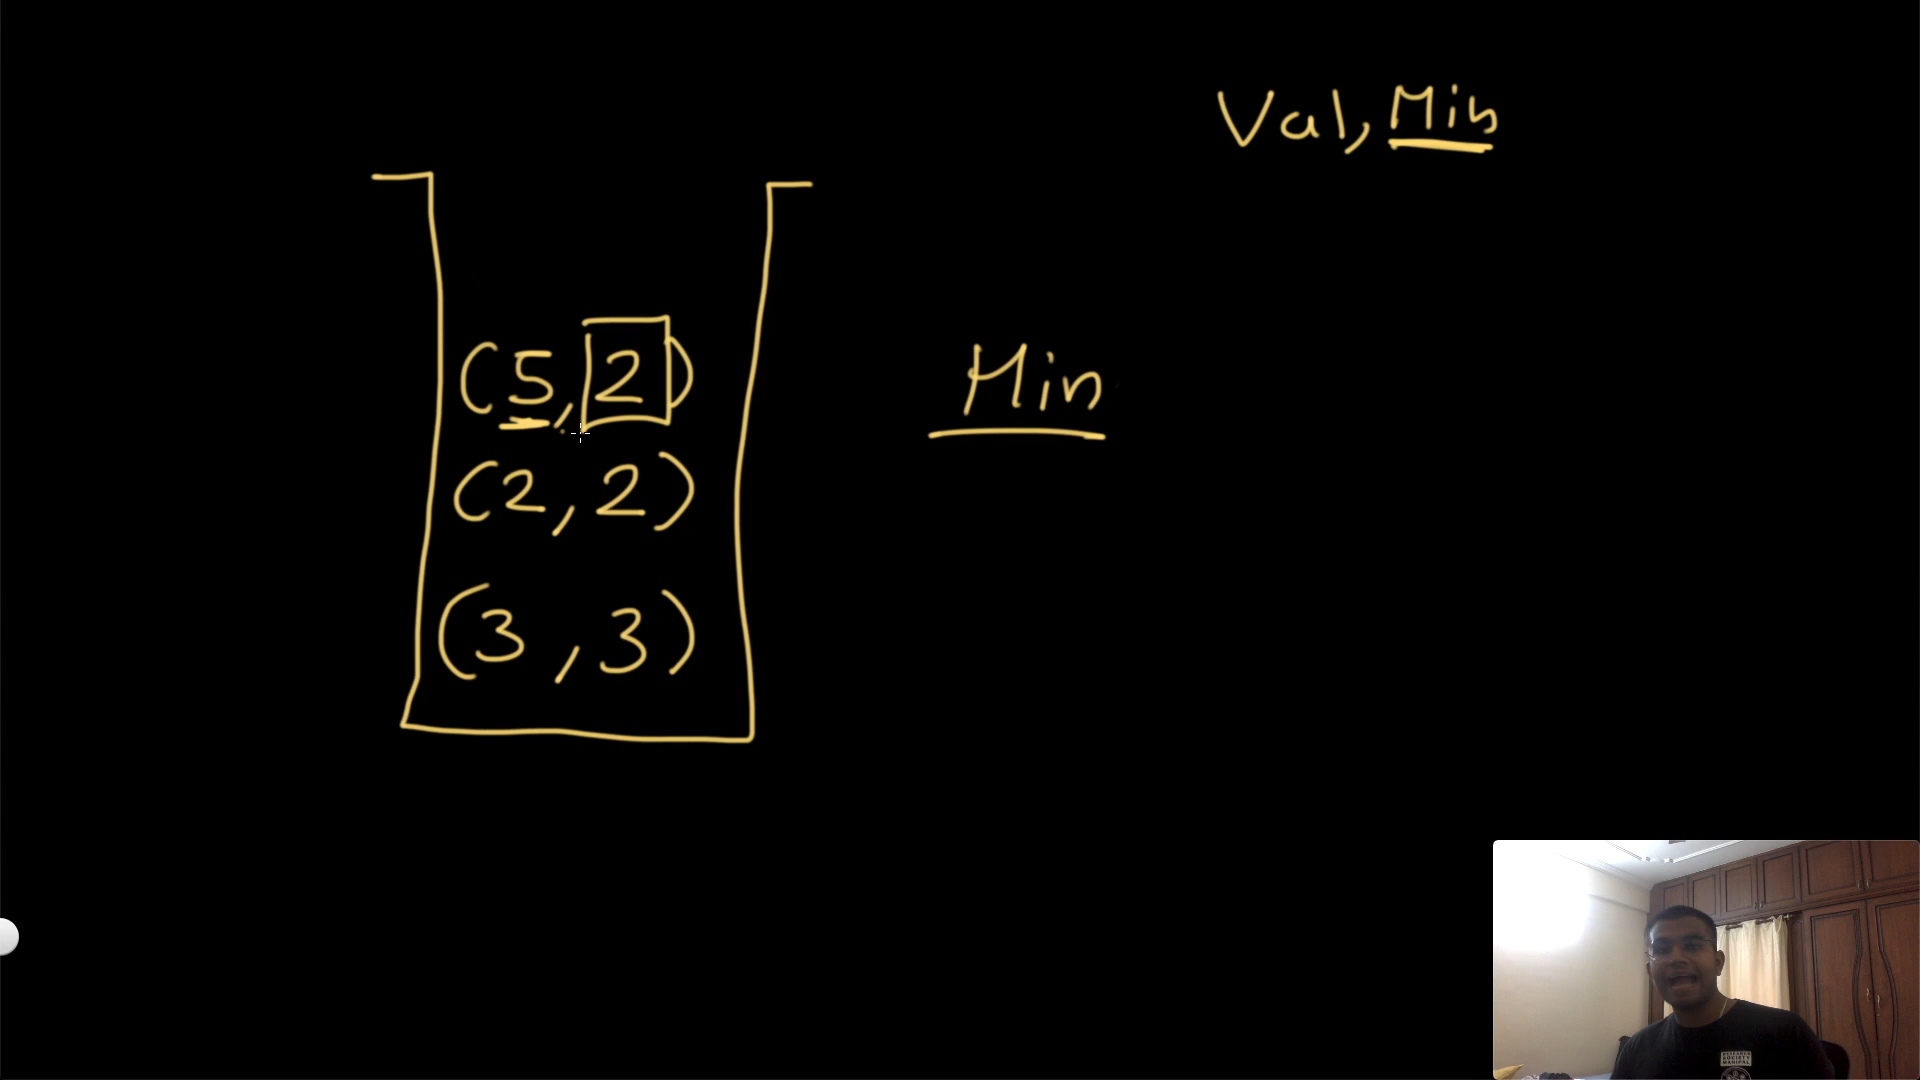 Val, Min
(5, 2)
Min
(2, 2)
(3, 3)